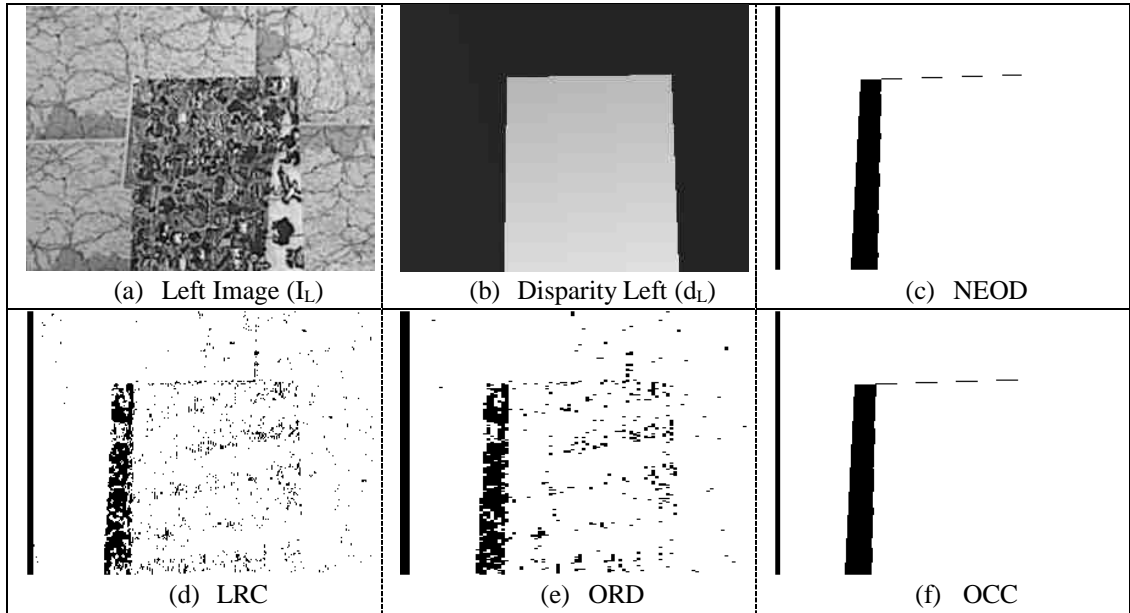 (a) Left Image (I_L)
(b) Disparity Left (d_L)
(c) NEOD
(d) LRC
(e) ORD
(f) OCC